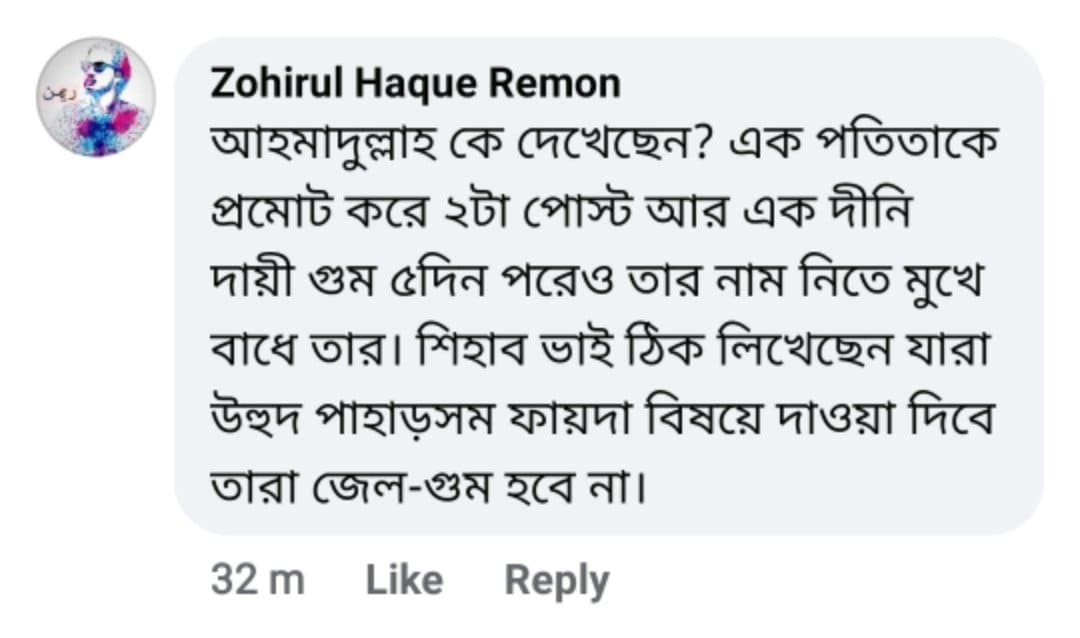 ريمن
Zohirul Haque Remon
আহমাদুল্লাহ কে দেখেছেন? এক পতিতাকে
প্রমোট করে ২টা পোস্ট আর এক দীনি
দায়ী গুম ৫দিন পরেও তার নাম নিতে মুখে
বাধে তার। শিহাব ভাই ঠিক লিখেছেন যারা
উহুদ পাহাড়সম ফায়দা বিষয়ে দাওয়া দিবে
তারা জেল-গুম হবে না।
32 m Like Reply